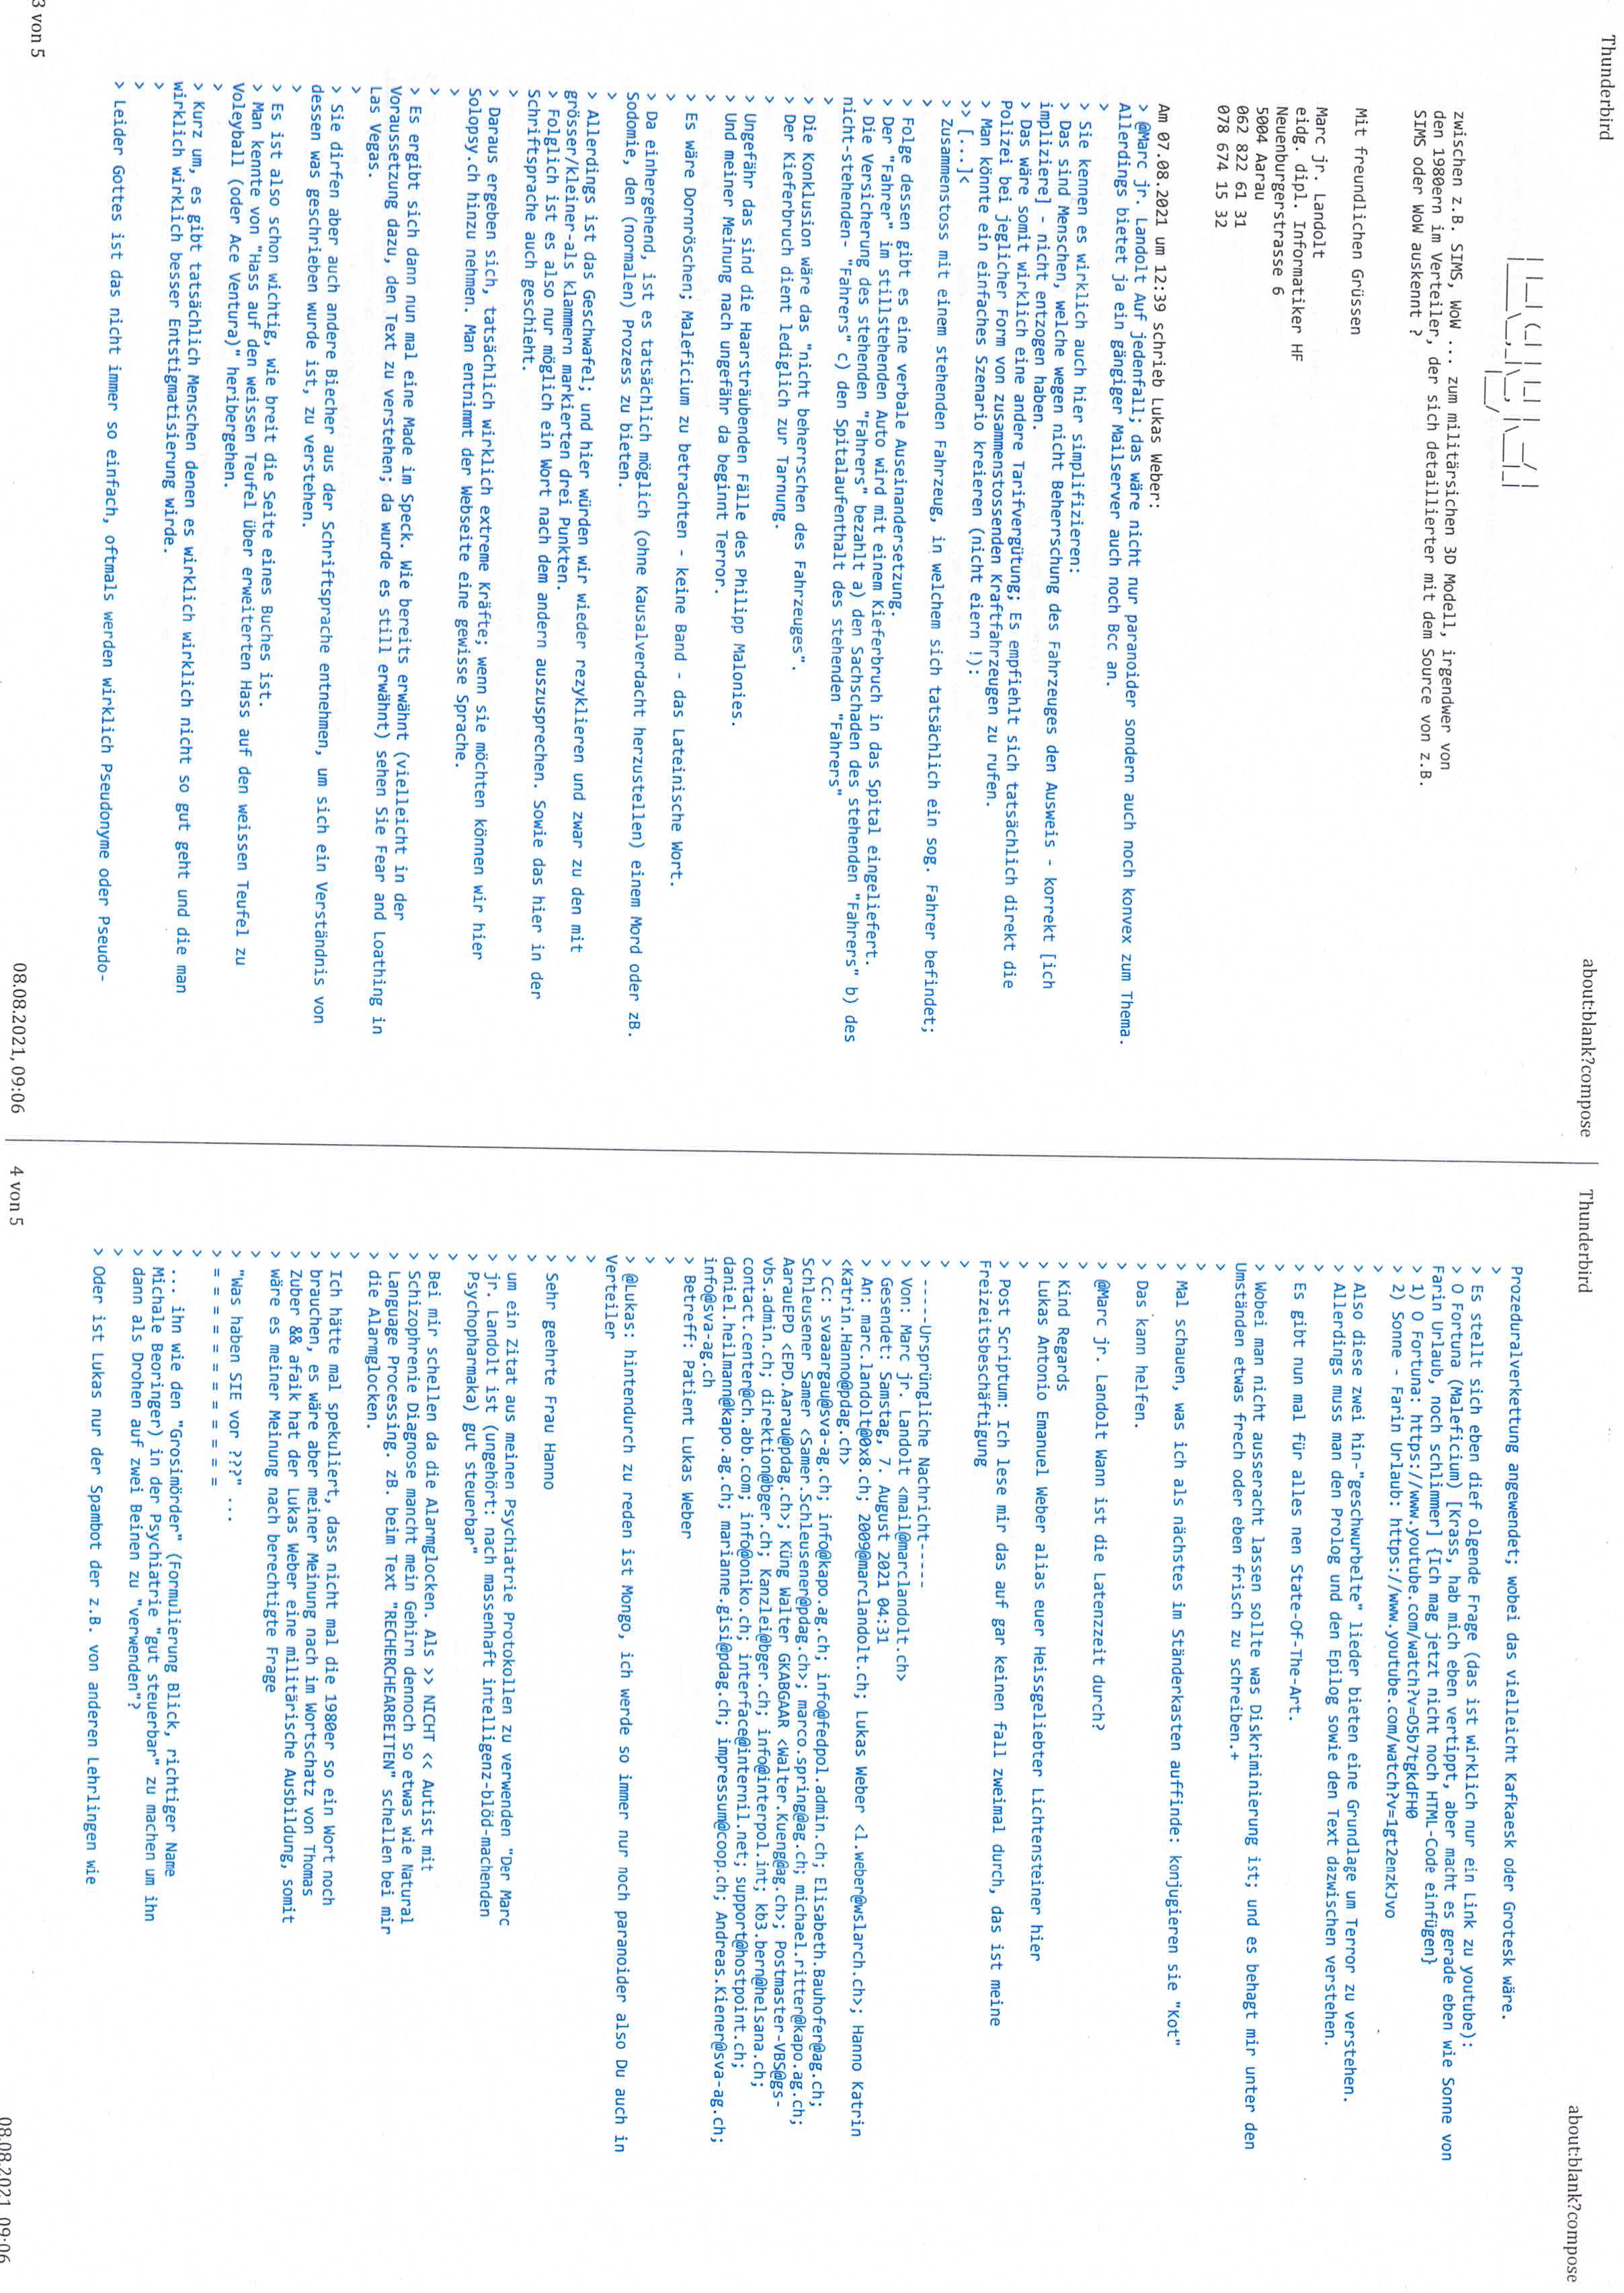 Thunderbird
about:blank?compose
zwischen z.B. SIMS, WoW ... zum militärsichen 3D Modell, irgendwer von
den 1980ern im Verteiler, der sich detaillierter mit dem Source von z.B.
SIMS oder WoW auskennt ?
Mit freundlichen Grüssen
Marc jr. Landolt
eidg. dipl. Informatiker HF
Neuenburgerstrasse 6
5004 Aarau
062 822 61 31
078 674 15 32
Am 07.08.2021 um 12:39 schrieb Lukas Weber:
> @Marc jr. Landolt Auf jedenfall; das wäre nicht nur paranoider sondern auch noch konvex zum Thema.
Allerdings bietet ja ein gängiger Mailserver auch noch Bcc an.
>
> Sie kennen es wirklich auch hier simplifizieren:
> Das sind Menschen, welche wegen nicht Beherrschung des Fahrzeuges den Ausweis - korrekt [ich
impliziere] - nicht entzogen haben.
> Das wäre somit wirklich eine andere Tarifvergütung; Es empfiehlt sich tatsächlich direkt die
Polizei bei jeglicher Form von zusammenstossenden Kraftfahrzeugen zu rufen.
> Man könnte ein einfaches Szenario kreieren (nicht eiern !):
>> [...]<
> Zusammenstoss mit einem stehenden Fahrzeug, in welchem sich tatsächlich ein sog. Fahrer befindet;
>
> Folge dessen gibt es eine verbale Auseinandersetzung.
> Der "Fahrer" im stillstehenden Auto wird mit einem Kieferbruch in das Spital eingeliefert.
> Die Versicherung des stehenden "Fahrers" bezahlt a) den Sachschaden des stehenden "Fahrers" b) des
nicht-stehenden- "Fahrers" c) den Spitalaufenthalt des stehenden "Fahrers"
>
> Die Konklusion wäre das "nicht beherrschen des Fahrzeuges".
> Der Kieferbruch dient lediglich zur Tarnung.
>
> Ungefähr das sind die Haarsträubenden Fälle des Philipp Malonies.
> Und meiner Meinung nach ungefähr da beginnt Terror.
>
> Es wäre Dornröschen; Maleficium zu betrachten - keine Band - das Lateinische Wort.
>
> Da einhergehend, ist es tatsächlich möglich (ohne Kausalverdacht herzustellen) einem Mord oder zB.
Sodomie, den (normalen) Prozess zu bieten.
>
> Allerdings ist das Geschwafel; und hier würden wir wieder rezyklieren und zwar zu den mit
grösser/kleiner-als klammern markierten drei Punkten.
> Folglich ist es also nur möglich ein Wort nach dem andern auszusprechen. Sowie das hier in der
Schriftsprache auch geschieht.
>
> Daraus ergeben sich, tatsächlich wirklich extreme Kräfte; wenn sie möchten können wir hier
Solopsy.ch hinzu nehmen. Man entnimmt der Webseite eine gewisse Sprache.
>
>
> Es ergibt sich dann nun mal eine Made im Speck. Wie bereits erwähnt (vielleicht in der
Voraussetzung dazu, den Text zu verstehen; da wurde es still erwähnt) sehen Sie Fear and Loathing in
Las Vegas.
>
> Sie dirfen aber auch andere Biecher aus der Schriftsprache entnehmen, um sich ein Verständnis von
dessen was geschrieben wurde ist, zu verstehen.
>
> Es ist also schon wichtig, wie breit die Seite eines Buches ist.
> Man kennte von "Hass auf den weissen Teufel über erweiterten Hass auf den weissen Teufel zu
Voleyball (oder Ace Ventura)" heribergehen.
>
> Kurz um, es gibt tatsächlich Menschen denen es wirklich wirklich nicht so gut geht und die man
wirklich wirklich besser Entstigmatisierung wirde.
>
>
> Leider Gottes ist das nicht immer so einfach, oftmals werden wirklich Pseudonyme oder Pseudo-
3 von 5
08.08.2021, 09:06
Thunderbird
about:blank?compose
Prozeduralverkettung angewendet; wobei das vielleicht Kafkaesk oder Grotesk wäre.
>
> Es stellt sich eben dief olgende Frage (das ist wirklich nur ein Link zu youtube):
> O Fortuna (Maleficium) [Krass, hab mich eben vertippt, aber macht es gerade eben wie Sonne von
Farin Urlaub, noch schlimmer] {Ich mag jetzt nicht noch HTML-Code einfügen}
> 1) O Fortuna: https://www.youtube.com/watch?v=O5b7tgkdFH0
> 2) Sonne - Farin Urlaub: https://www.youtube.com/watch?v=1gt2enzkJvo
>
> Also diese zwei hin-"geschwurbelte" lieder bieten eine Grundlage um Terror zu verstehen.
> Allerdings muss man den Prolog und den Epilog sowie den Text dazwischen verstehen.
>
> Es gibt nun mal für alles nen State-Of-The-Art.
>
> Wobei man nicht ausseracht lassen sollte was Diskriminierung ist; und es behagt mir unter den
Umständen etwas frech oder eben frisch zu schreiben.+
>
>
> Mal schauen, was ich als nächstes im Ständerkasten auffinde: konjugieren sie "Kot"
>
> Das kann helfen.
>
> @Marc jr. Landolt Wann ist die Latenzzeit durch?
>
> Kind Regards
> Lukas Antonio Emanuel Weber alias euer Heissgeliebter Lichtensteiner hier
>
> Post Scriptum: Ich lese mir das auf gar keinen fall zweimal durch, das ist meine
Freizeitsbeschäftigung
>
>
> -----Ursprüngliche Nachricht-----
> Von: Marc jr. Landolt <mail@marclandolt.ch>
> Gesendet: Samstag, 7. August 2021 04:31
> An: marc.landolt@0x8.ch; 2009@marclandolt.ch; Lukas Weber <l.weber@wslarch.ch>; Hanno Katrin
<Katrin.Hanno@pdag.ch>
> Cc: svaaargau@sva-ag.ch; info@kapo.ag.ch; info@fedpol.admin.ch; Elisabeth.Bauhofer@ag.ch;
Schleusener Samer <Samer.Schleusener@pdag.ch>; marco.spring@ag.ch; michael.ritter@kapo.ag.ch;
AarauEPD <EPD.Aarau@pdag.ch>; Küng Walter GKABGAAR <Walter.Kueng@ag.ch>; Postmaster-VBS@gs-
vbs.admin.ch; direktion@bger.ch; Kanzlei@bger.ch; info@interpol.int; kb3.bern@helsana.ch;
contact.center@ch.abb.com; info@oniko.ch; interface@internil.net; support@hostpoint.ch;
daniel.heilmann@kapo.ag.ch; marianne.gisi@pdag.ch; impressum@coop.ch; Andreas.Kiener@sva-ag.ch;
info@sva-ag.ch
> Betreff: Patient Lukas Weber
>
>
> @Lukas: hintendurch zu reden ist Mongo, ich werde so immer nur noch paranoider also Du auch in
Verteiler
>
>
> Sehr geehrte Frau Hanno
>
> um ein Zitat aus meinen Psychiatrie Protokollen zu verwenden "Der Marc
> jr. Landolt ist (ungehört: nach massenhaft intelligenz-blöd-machenden
> Psychopharmaka) gut steuerbar"
>
> Bei mir schellen da die Alarmglocken. Als >> NICHT << Autist mit
> Schizophrenie Diagnose mancht mein Gehirn dennoch so etwas wie Natural
> Language Processing. zB. beim Text "RECHERCHEARBEITEN" schellen bei mir
> die Alarmglocken.
>
> Ich hätte mal spekuliert, dass nicht mal die 1980er so ein Wort noch
> brauchen, es wäre aber meiner Meinung nach im Wortschatz von Thomas
> Zuber && afaik hat der Lukas Weber eine militärische Ausbildung, somit
> wäre es meiner Meinung nach berechtigte Frage
>
> "Was haben SIE vor ???" ...
> = = = = = = = = = = =
>
> ... ihn wie den "Grosimörder" (Formulierung Blick, richtiger Name
> Michale Beoringer) in der Psychiatrie "gut steuerbar" zu machen um ihn
> dann als Drohen auf zwei Beinen zu "verwenden"?
>
> Oder ist Lukas nur der Spambot der z.B. von anderen Lehrlingen wie
4 von 5
08.08.2021, 09:06